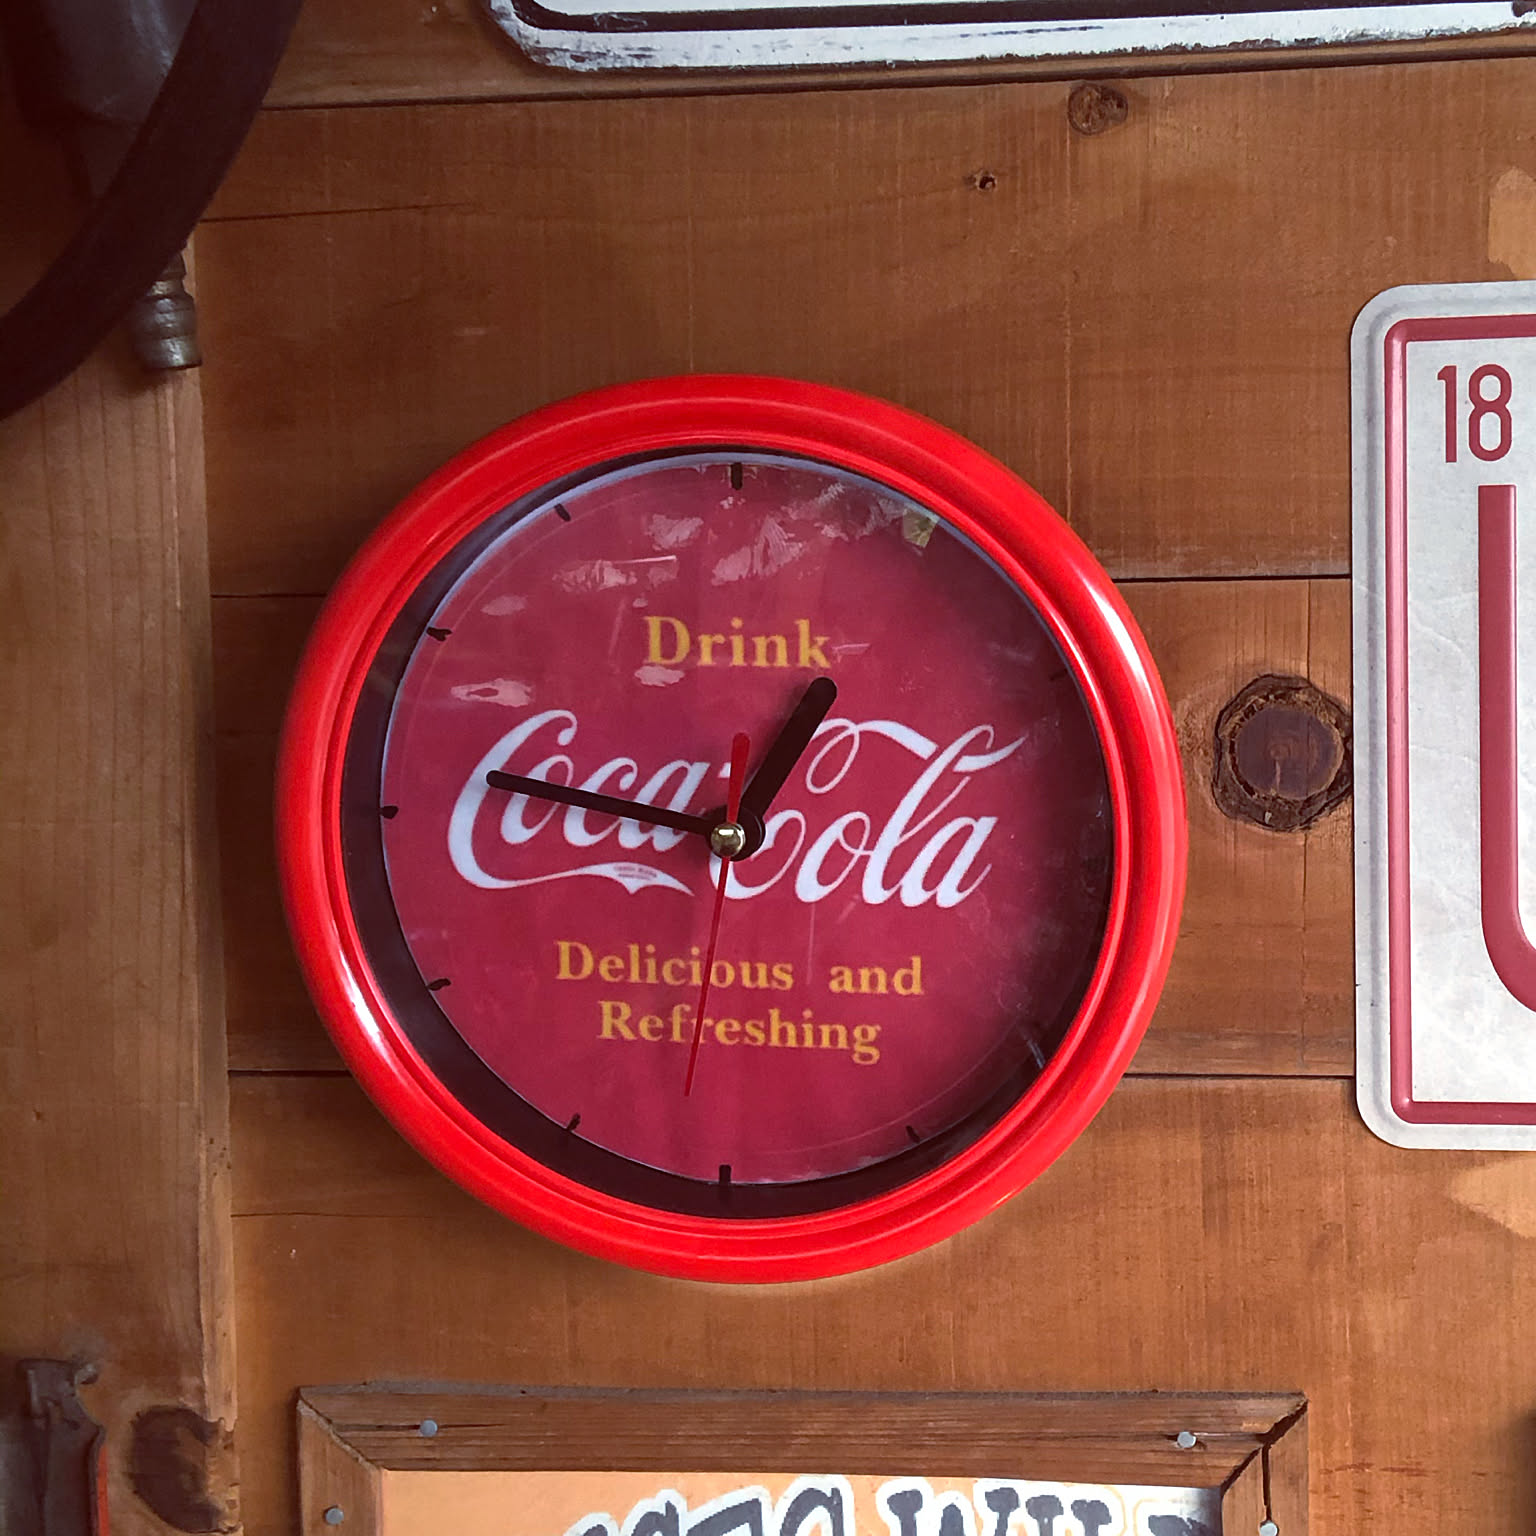 18
Drink
Coca-Cola
Delicious and
Refreshing